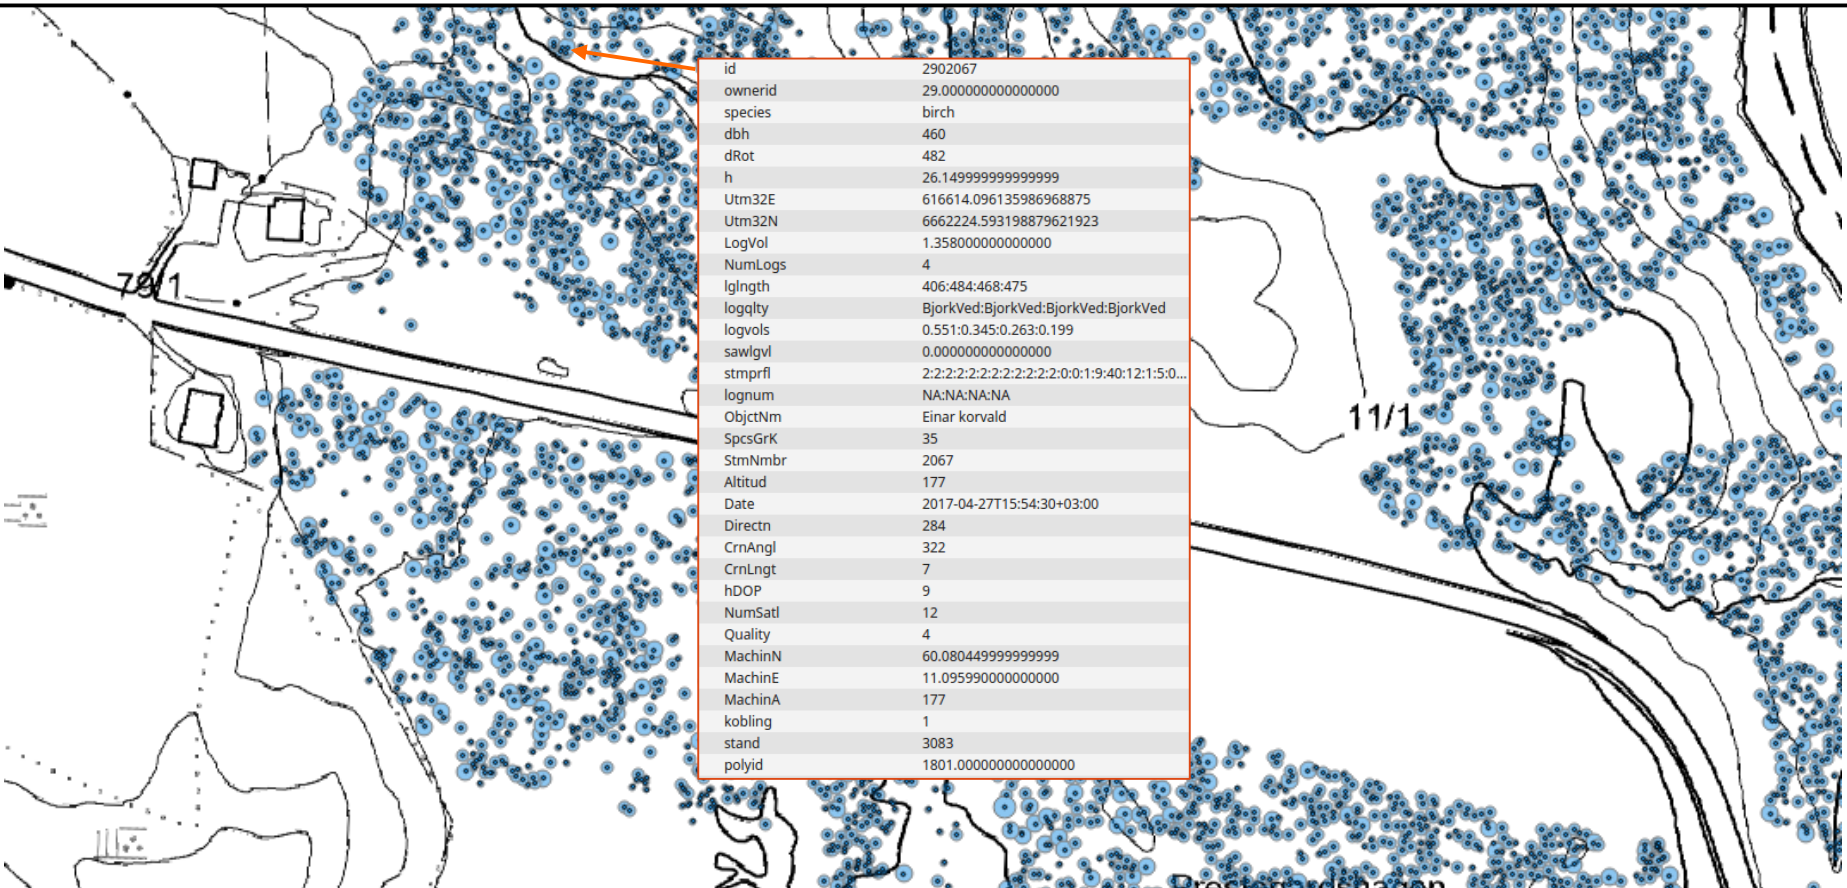 id 2902067
ownerid 29.000000000000000
species birch
dbh 460
dRot 482
h 26.149999999999999
Utm32E 616614.096135986968875
Utm32N 6662224.593198879621923
LogVol 1.358000000000000
NumLogs 4
lglngth 406:484:468:475
logqlty BjorkVed:BjorkVed:BjorkVed:BjorkVed
logvols 0.551:0.345:0.263:0.199
sawlgvl 0.000000000000000
stmprfl 2:2:2:2:2:2:2:2:2:2:2:2:0:0:1:9:40:12:1:5:0...
lognum NA:NA:NA:NA
ObjctNm Einar korvald
SpcsGrK 35
StmNmbr 2067
Altitud 177
Date 2017-04-27T15:54:30+03:00
Directn 284
CrnAngl 322
CrnLngt 7
hDOP 9
NumSatl 12
Quality 4
MachinN 60.080449999999999
MachinE 11.095990000000000
MachinA 177
kobling 1
stand 3083
polyid 1801.000000000000000
79/1
11/1